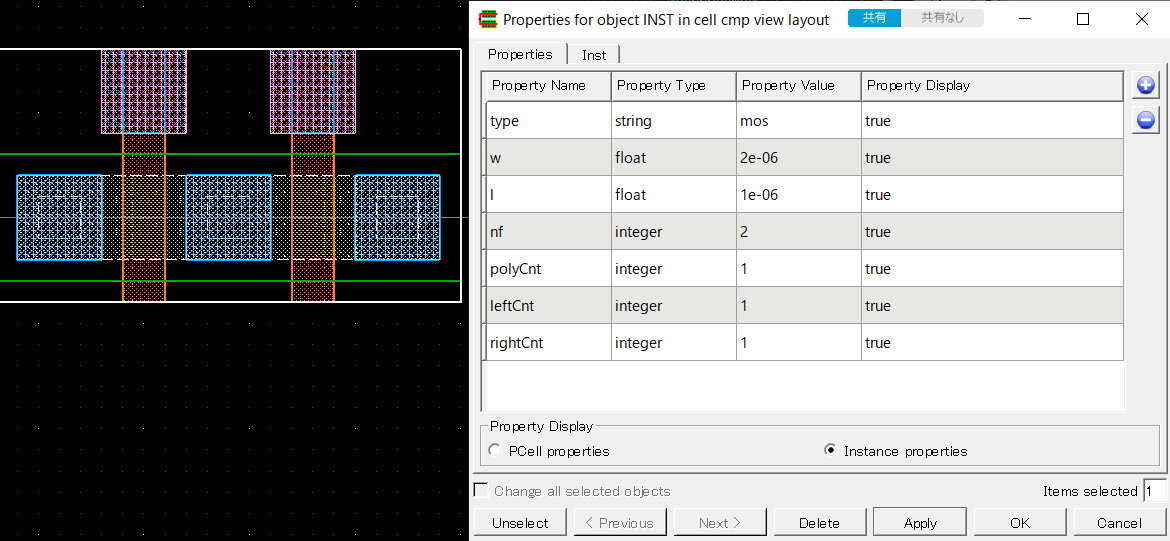 Properties for object INST in cell cmp view layout 共有 共有なし
Properties Inst
Property Name Property Type Property Value Property Display
type string mos true
w float 2e-06 true
l float 1e-06 true
nf integer 2 true
polyCnt integer 1 true
leftCnt integer 1 true
rightCnt integer 1 true
Property Display
PCell properties Instance properties
Change all selected objects Items selected 1
Unselect < Previous Next > Delete Apply OK Cancel